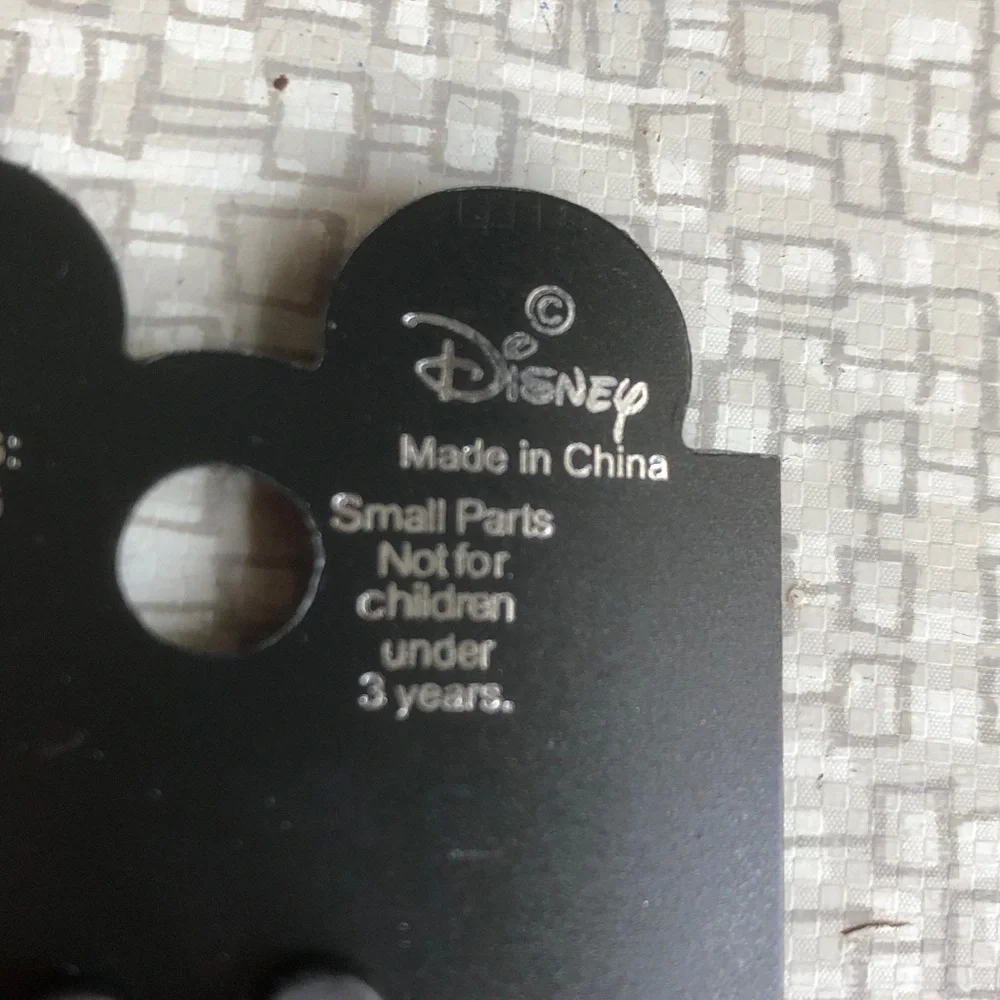 ©
Disney
Made in China
Small Parts
Not for
children
under
3 years.